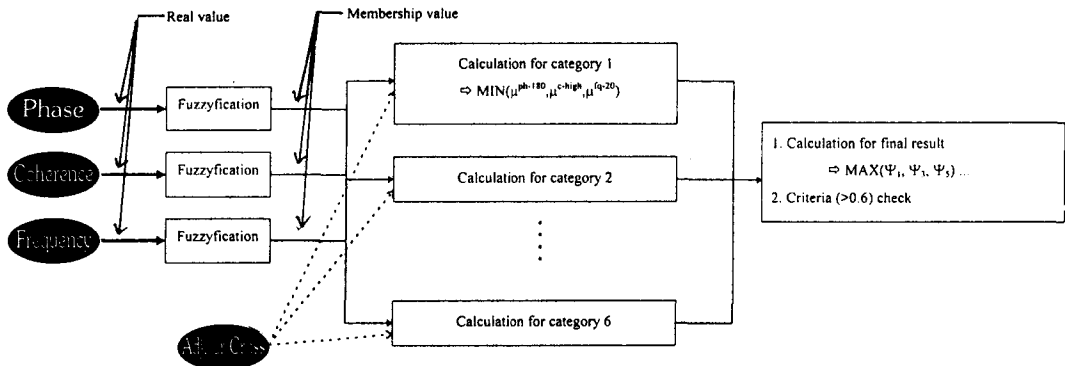 Real value
Membership value
Phase
Fuzzyfication
Coherence
Fuzzyfication
Frequency
Fuzzyfication
Calculation for category 1
⇨ MIN(μ^ph-180,μ^c-high,μ^fq-20)
Calculation for category 2
Calculation for category 6
1. Calculation for final result
⇨ MAX(Ψ₁, Ψ₃, Ψ₅) ...
2. Criteria (>0.6) check